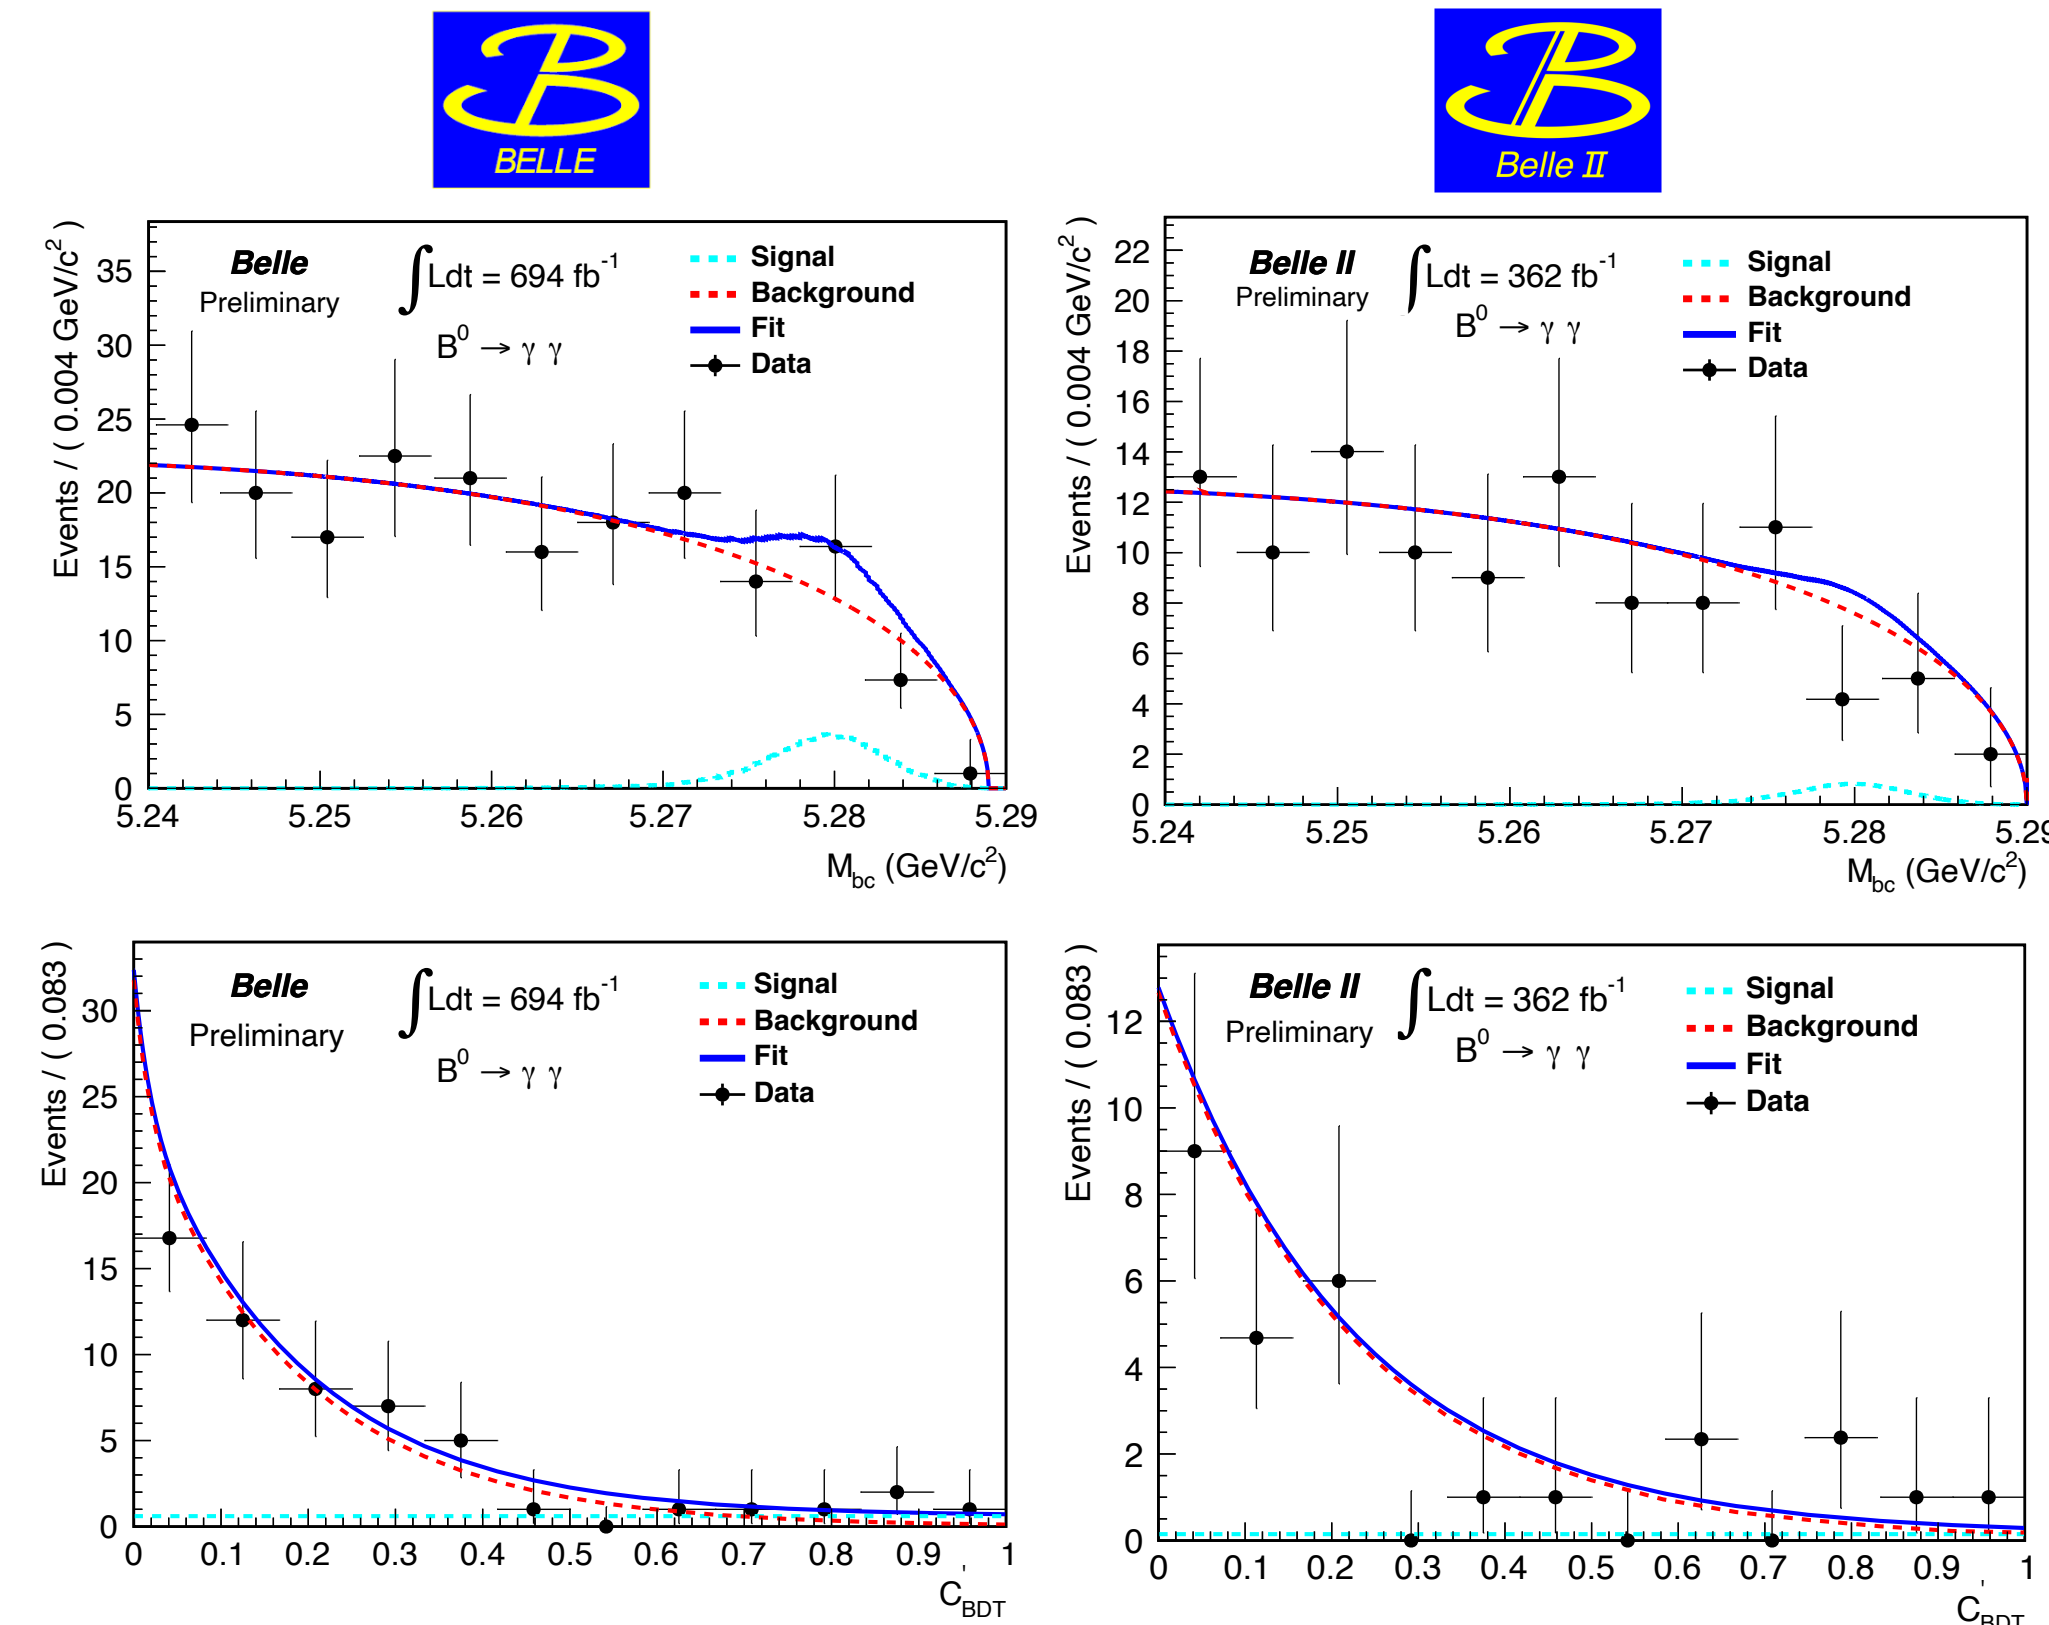 BELLE
Belle II
Belle
Preliminary
∫Ldt = 694 fb⁻¹
B⁰ → γ γ
Signal
Background
Fit
Data
Events / ( 0.004 GeV/c² )
0
5
10
15
20
25
30
35
5.24
5.25
5.26
5.27
5.28
5.29
M_bc (GeV/c²)
Belle II
Preliminary
∫Ldt = 362 fb⁻¹
B⁰ → γ γ
Signal
Background
Fit
Data
Events / ( 0.004 GeV/c² )
0
2
4
6
8
10
12
14
16
18
20
22
5.24
5.25
5.26
5.27
5.28
5.29
M_bc (GeV/c²)
Belle
Preliminary
∫Ldt = 694 fb⁻¹
B⁰ → γ γ
Signal
Background
Fit
Data
Events / ( 0.083 )
0
5
10
15
20
25
30
0
0.1
0.2
0.3
0.4
0.5
0.6
0.7
0.8
0.9
1
C'_BDT
Belle II
Preliminary
∫Ldt = 362 fb⁻¹
B⁰ → γ γ
Signal
Background
Fit
Data
Events / ( 0.083 )
0
2
4
6
8
10
12
0
0.1
0.2
0.3
0.4
0.5
0.6
0.7
0.8
0.9
1
C'_BDT